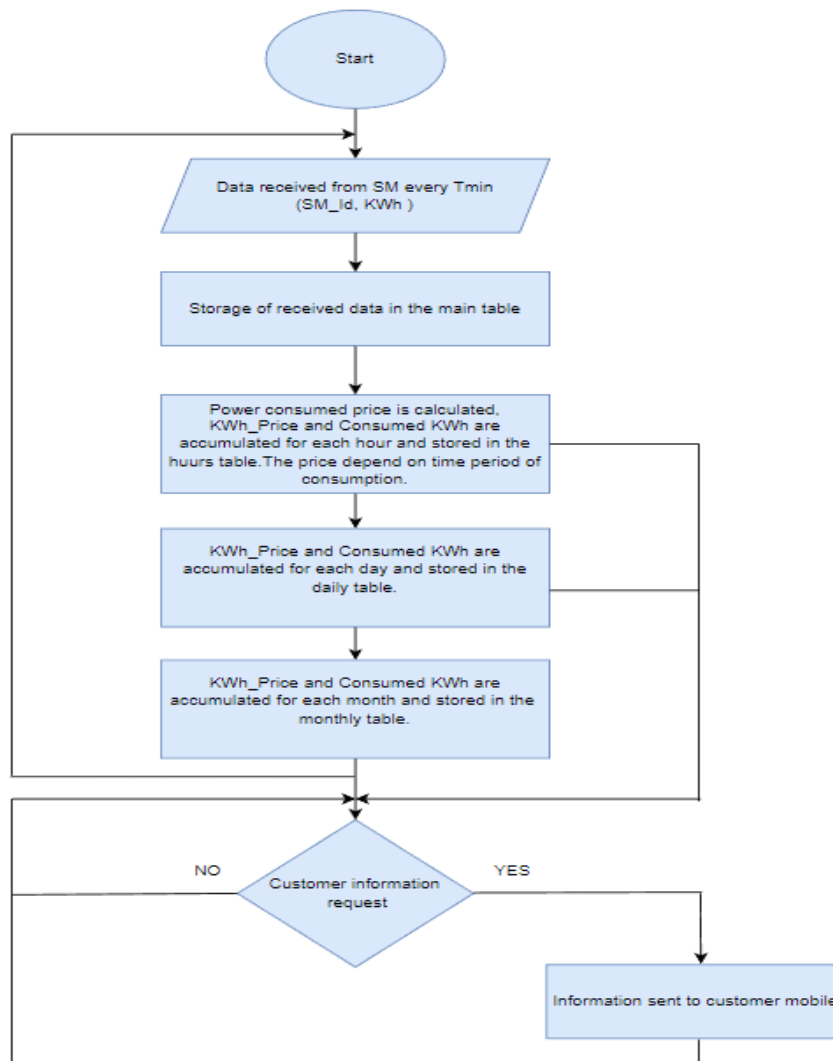 Start
Data received from SM every Tmin
(SM_Id, KWh )
Storage of received data in the main table
Power consumed price is calculated,
KWh_Price and Consumed KWh are
accumulated for each hour and stored in the
huurs table.The price depend on time period of
consumption.
KWh_Price and Consumed KWh are
accumulated for each day and stored in the
daily table.
KWh_Price and Consumed KWh are
accumulated for each month and stored in the
monthly table.
NO
YES
Customer information
request
Information sent to customer mobile